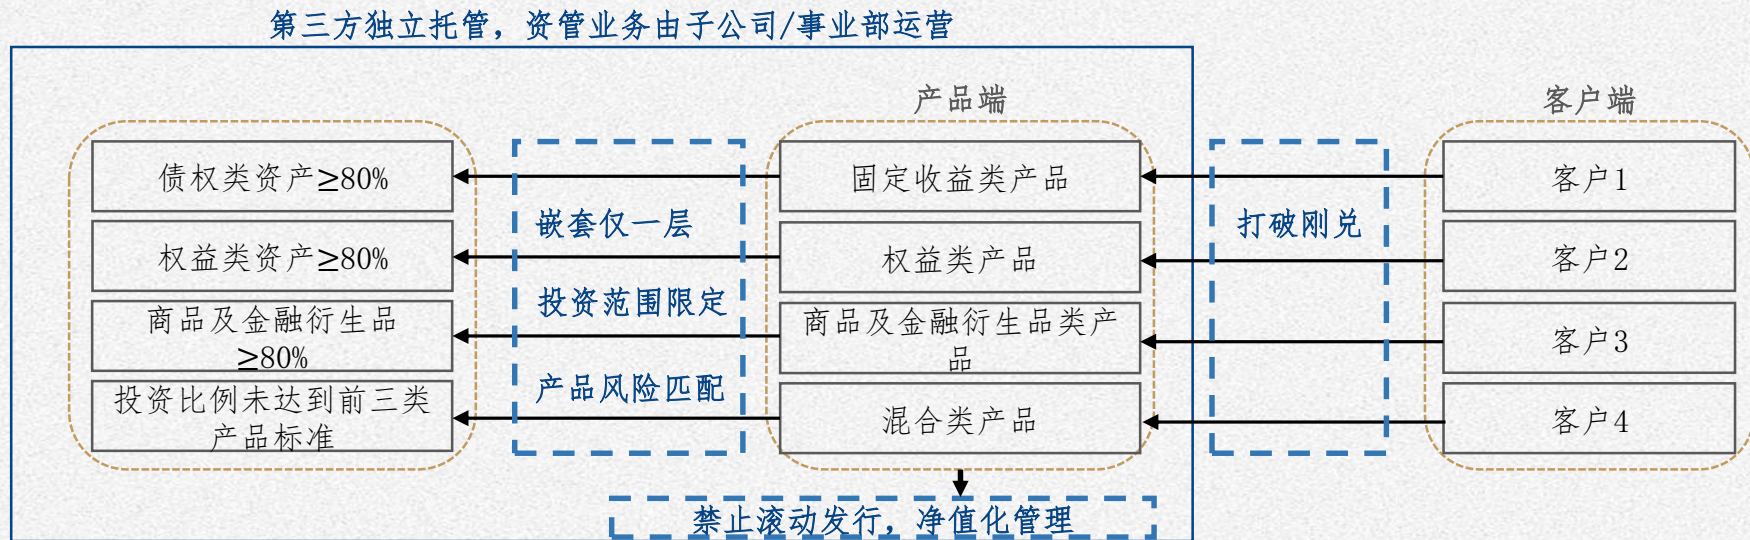 第三方独立托管，资管业务由子公司/事业部运营
产品端
客户端
债权类资产≥80%
固定收益类产品
客户1
嵌套仅一层
打破刚兑
权益类资产≥80%
权益类产品
客户2
投资范围限定
商品及金融衍生品
≥80%
商品及金融衍生品类产
品
客户3
产品风险匹配
投资比例未达到前三类
产品标准
混合类产品
客户4
禁止滚动发行，净值化管理